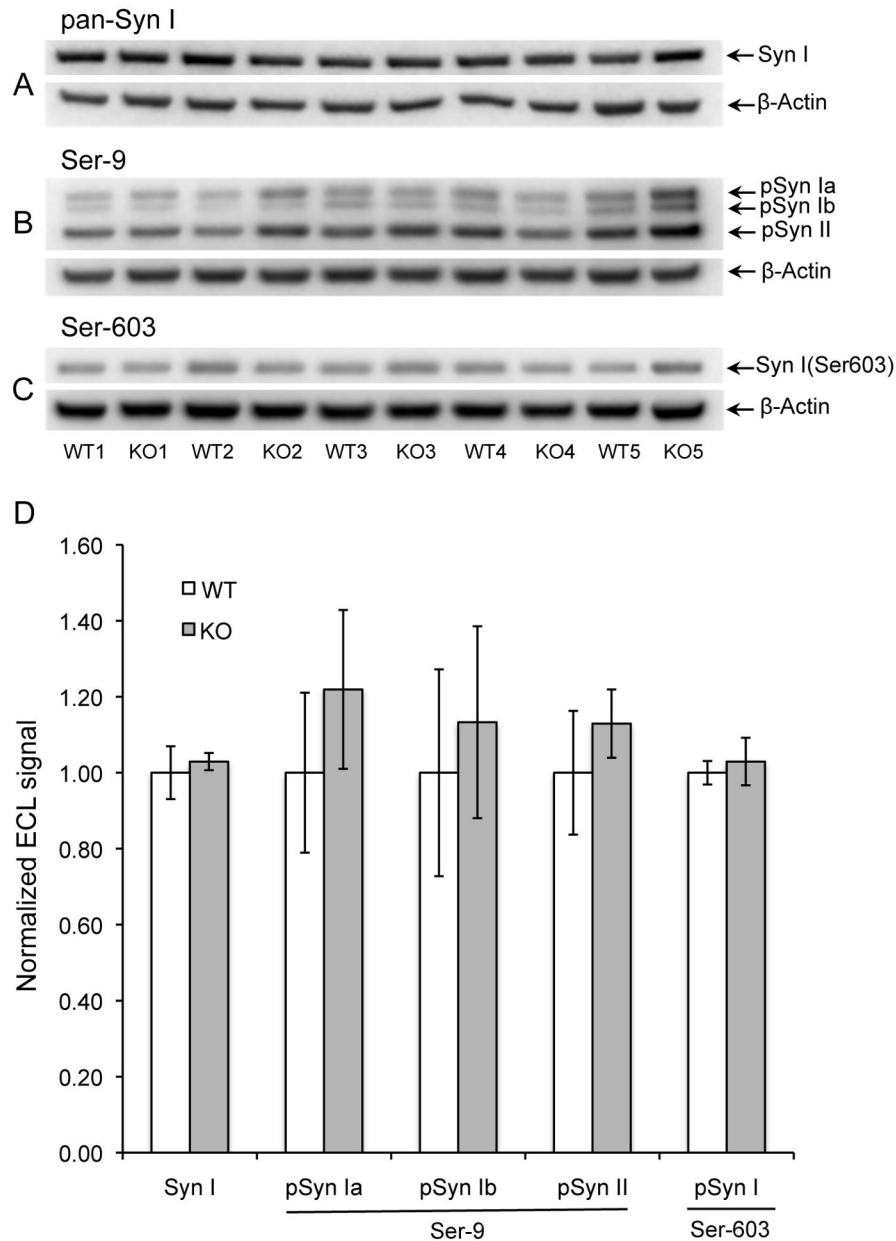 pan-Syn I
A
Syn I
β-Actin
Ser-9
B
pSyn Ia
pSyn Ib
pSyn II
β-Actin
Ser-603
C
Syn I(Ser603)
β-Actin
WT1 KO1 WT2 KO2 WT3 KO3 WT4 KO4 WT5 KO5
D
Normalized ECL signal
1.60
1.40
1.20
1.00
0.80
0.60
0.40
0.20
0.00
WT
KO
Syn I pSyn Ia pSyn Ib pSyn II pSyn I
Ser-9 Ser-603